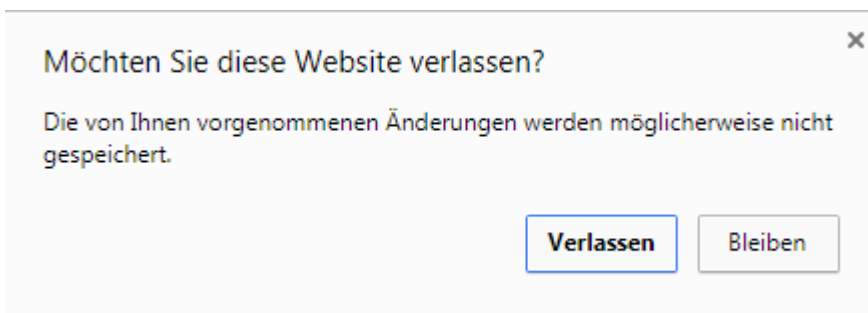 Möchten Sie diese Website verlassen?
Die von Ihnen vorgenommenen Änderungen werden möglicherweise nicht
gespeichert.
Verlassen Bleiben